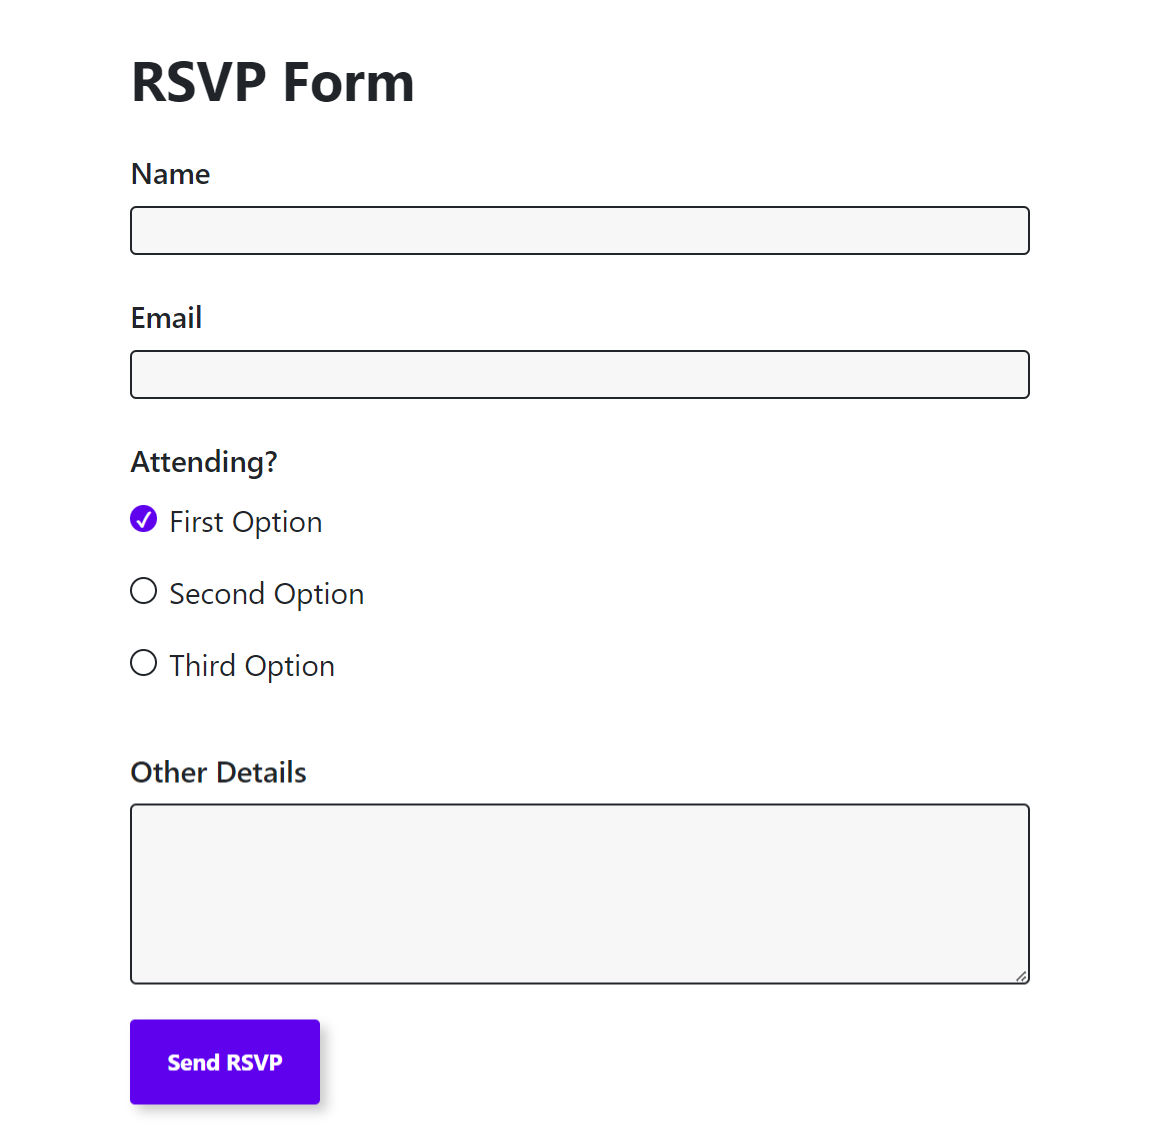 RSVP Form
Name
Email
Attending?
First Option
Second Option
Third Option
Other Details
Send RSVP